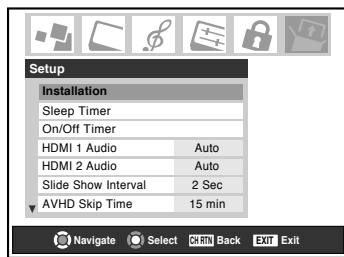 Setup
Installation
Sleep Timer
On/Off Timer
HDMI 1 Audio Auto
HDMI 2 Audio Auto
Slide Show Interval 2 Sec
AVHD Skip Time 15 min
Navigate Select CH RTN Back EXIT Exit